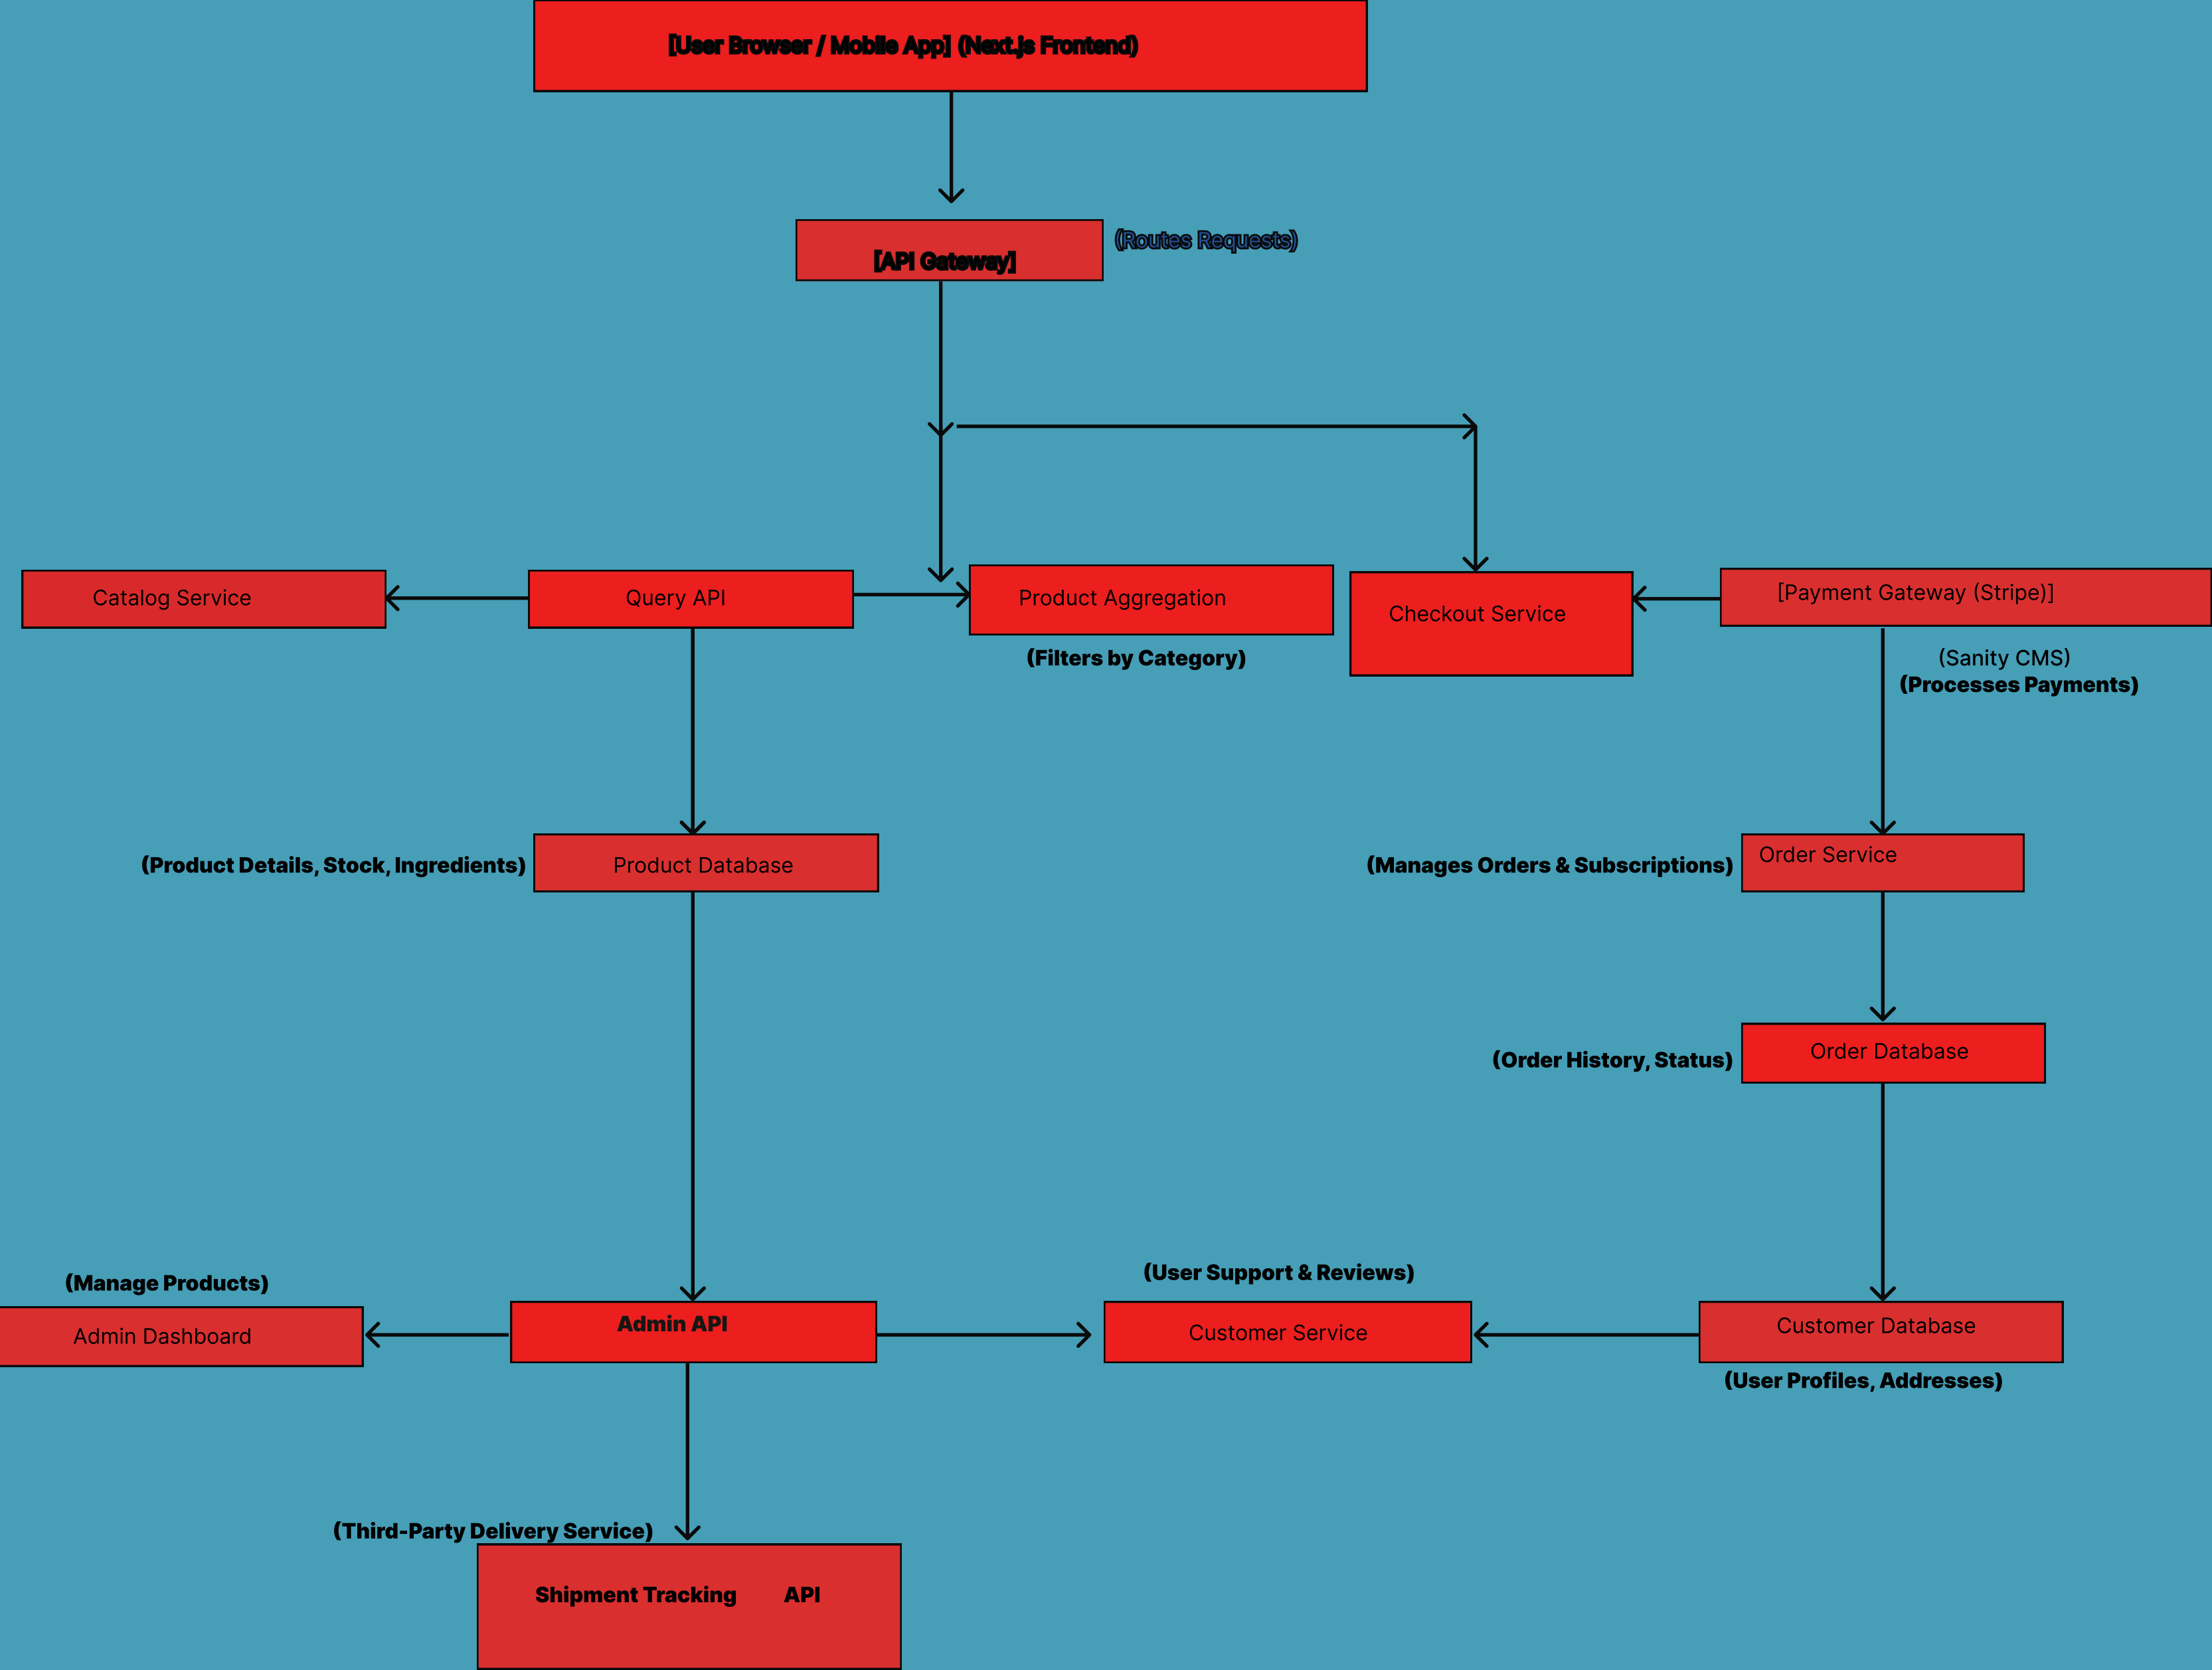 [User Browser / Mobile App] (Next.js Frontend)
[API Gateway]
(Routes Requests)
Catalog Service
Query API
Product Aggregation
(Filters by Category)
Checkout Service
[Payment Gateway (Stripe)]
(Sanity CMS)
(Processes Payments)
(Product Details, Stock, Ingredients)
Product Database
(Manages Orders & Subscriptions)
Order Service
(Order History, Status)
Order Database
(Manage Products)
Admin Dashboard
Admin API
(User Support & Reviews)
Customer Service
Customer Database
(User Profiles, Addresses)
(Third-Party Delivery Service)
Shipment Tracking API